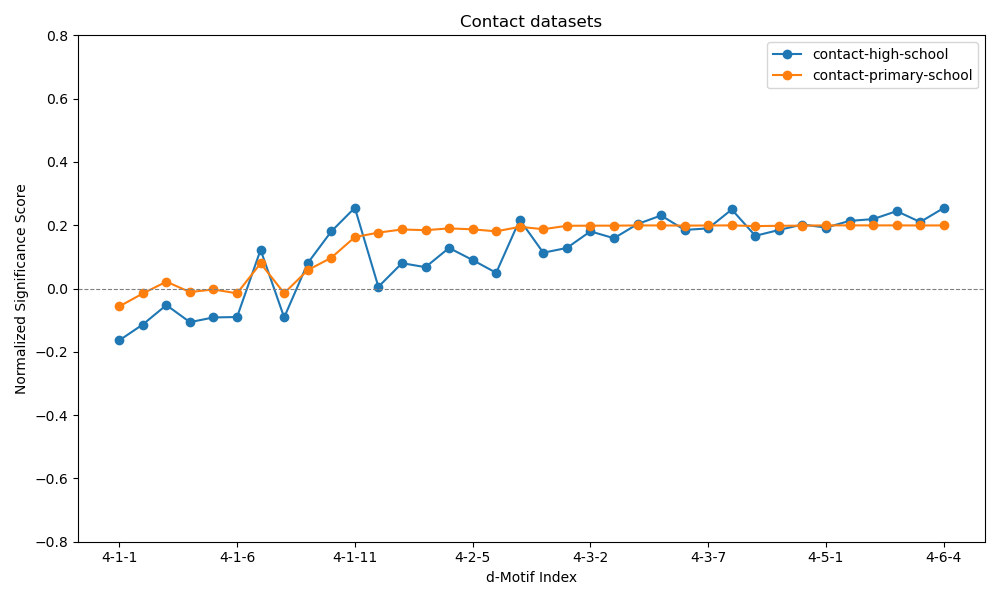 Contact datasets
contact-high-school
contact-primary-school
Normalized Significance Score
0.8
0.6
0.4
0.2
0.0
−0.2
−0.4
−0.6
−0.8
4-1-1 4-1-6 4-1-11 4-2-5 4-3-2 4-3-7 4-5-1 4-6-4
d-Motif Index